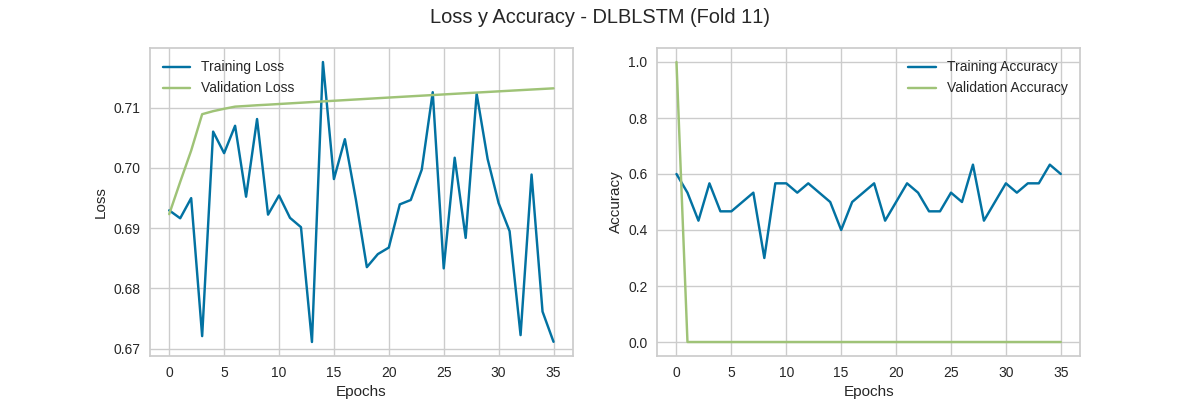 Loss y Accuracy - DLBLSTM (Fold 11)
Training Loss
Validation Loss
0.71
0.70
0.69
0.68
0.67
Loss
0 5 10 15 20 25 30 35
Epochs
Training Accuracy
Validation Accuracy
1.0
0.8
0.6
0.4
0.2
0.0
Accuracy
0 5 10 15 20 25 30 35
Epochs